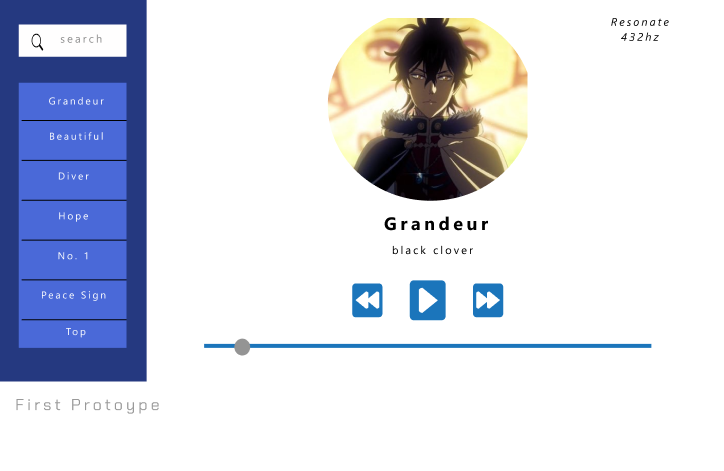 search
Grandeur
Beautiful
Diver
Hope
No. 1
Peace Sign
Top
Resonate
432hz
Grandeur
black clover
First Protoype